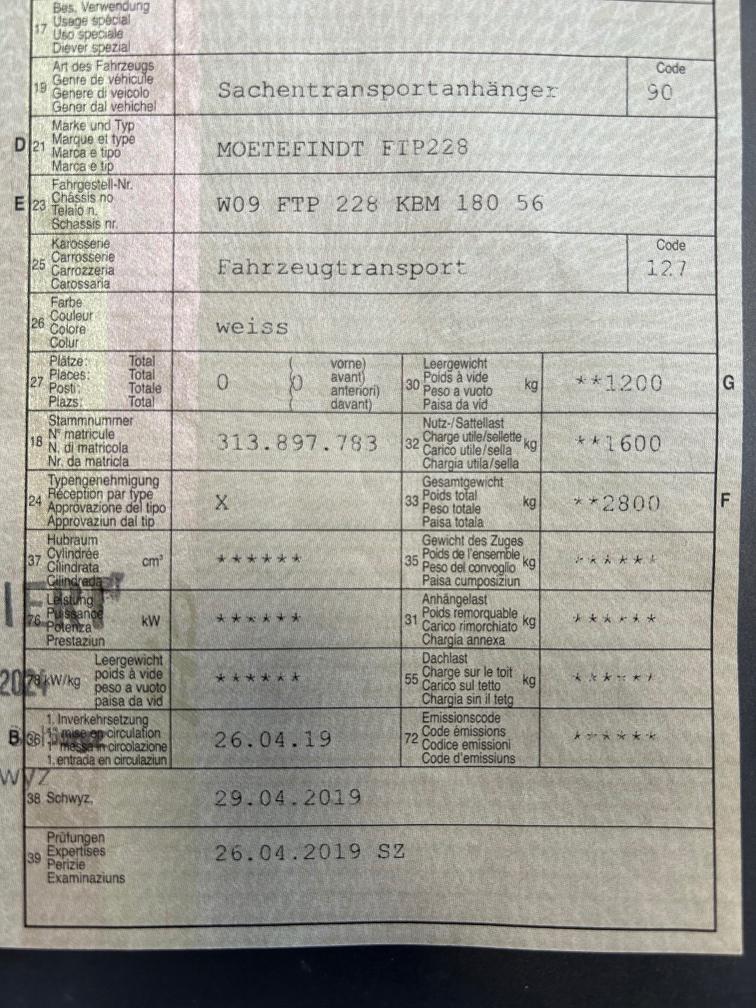 17 Bes. Verwendung
Usage spécial
Uso speciale
Diever spezial
19 Art des Fahrzeugs
Genre de véhicule
Genere di veicolo
Gener dal vehichel
Sachentransportanhänger
Code
90
D 21 Marke und Typ
Marque et type
Marca e tipo
Marca e tip
MOETEFINDT FTP228
E 23 Fahrgestell-Nr.
Châssis no
Telaio n.
Schassis nr.
W09 FTP 228 KBM 180 56
25 Karosserie
Carrosserie
Carrozzeria
Carossaria
Fahrzeugtransport
Code
127
26 Farbe
Couleur
Colore
Colur
weiss
27 Plätze: Total
Places: Total
Posti: Totale
Plazs: Total
0 ( 0 vorne)
avant)
anteriori)
davant)
30 Leergewicht
Poids à vide kg
Peso a vuoto
Paisa da vid
**1200 G
18 Stammnummer
N° matricule
N. di matricola
Nr. da matricla
313.897.783
32 Nutz-/Sattellast
Charge utile/sellette kg
Carico utile/sella
Chargia utila/sella
**1600
24 Typengenehmigung
Réception par type
Approvazione del tipo
Approvaziun dal tip
X
33 Gesamtgewicht
Poids total kg
Peso totale
Paisa totala
**2800 F
37 Hubraum
Cylindrée cm³
Cilindrata
Cilindrada
******
35 Gewicht des Zuges
Poids de l'ensemble kg
Peso del convoglio
Paisa cumposiziun
******
76 Leistung
Puissance kW
Potenza
Prestaziun
******
31 Anhängelast
Poids remorquable kg
Carico rimorchiato
Chargia annexa
******
2024
78 kW/kg Leergewicht
poids à vide
peso a vuoto
paisa da vid
******
55 Dachlast
Charge sur le toit kg
Carico sul tetto
Chargia sin il tetg
******
B 36 1. Inverkehrsetzung
1re mise en circulation
1. messa in circolazione
1. entrada en circulaziun
26.04.19
72 Emissionscode
Code émissions
Codice emissioni
Code d'emissiuns
******
38 Schwyz,
29.04.2019
39 Prüfungen
Expertises
Perizie
Examinaziuns
26.04.2019 SZ